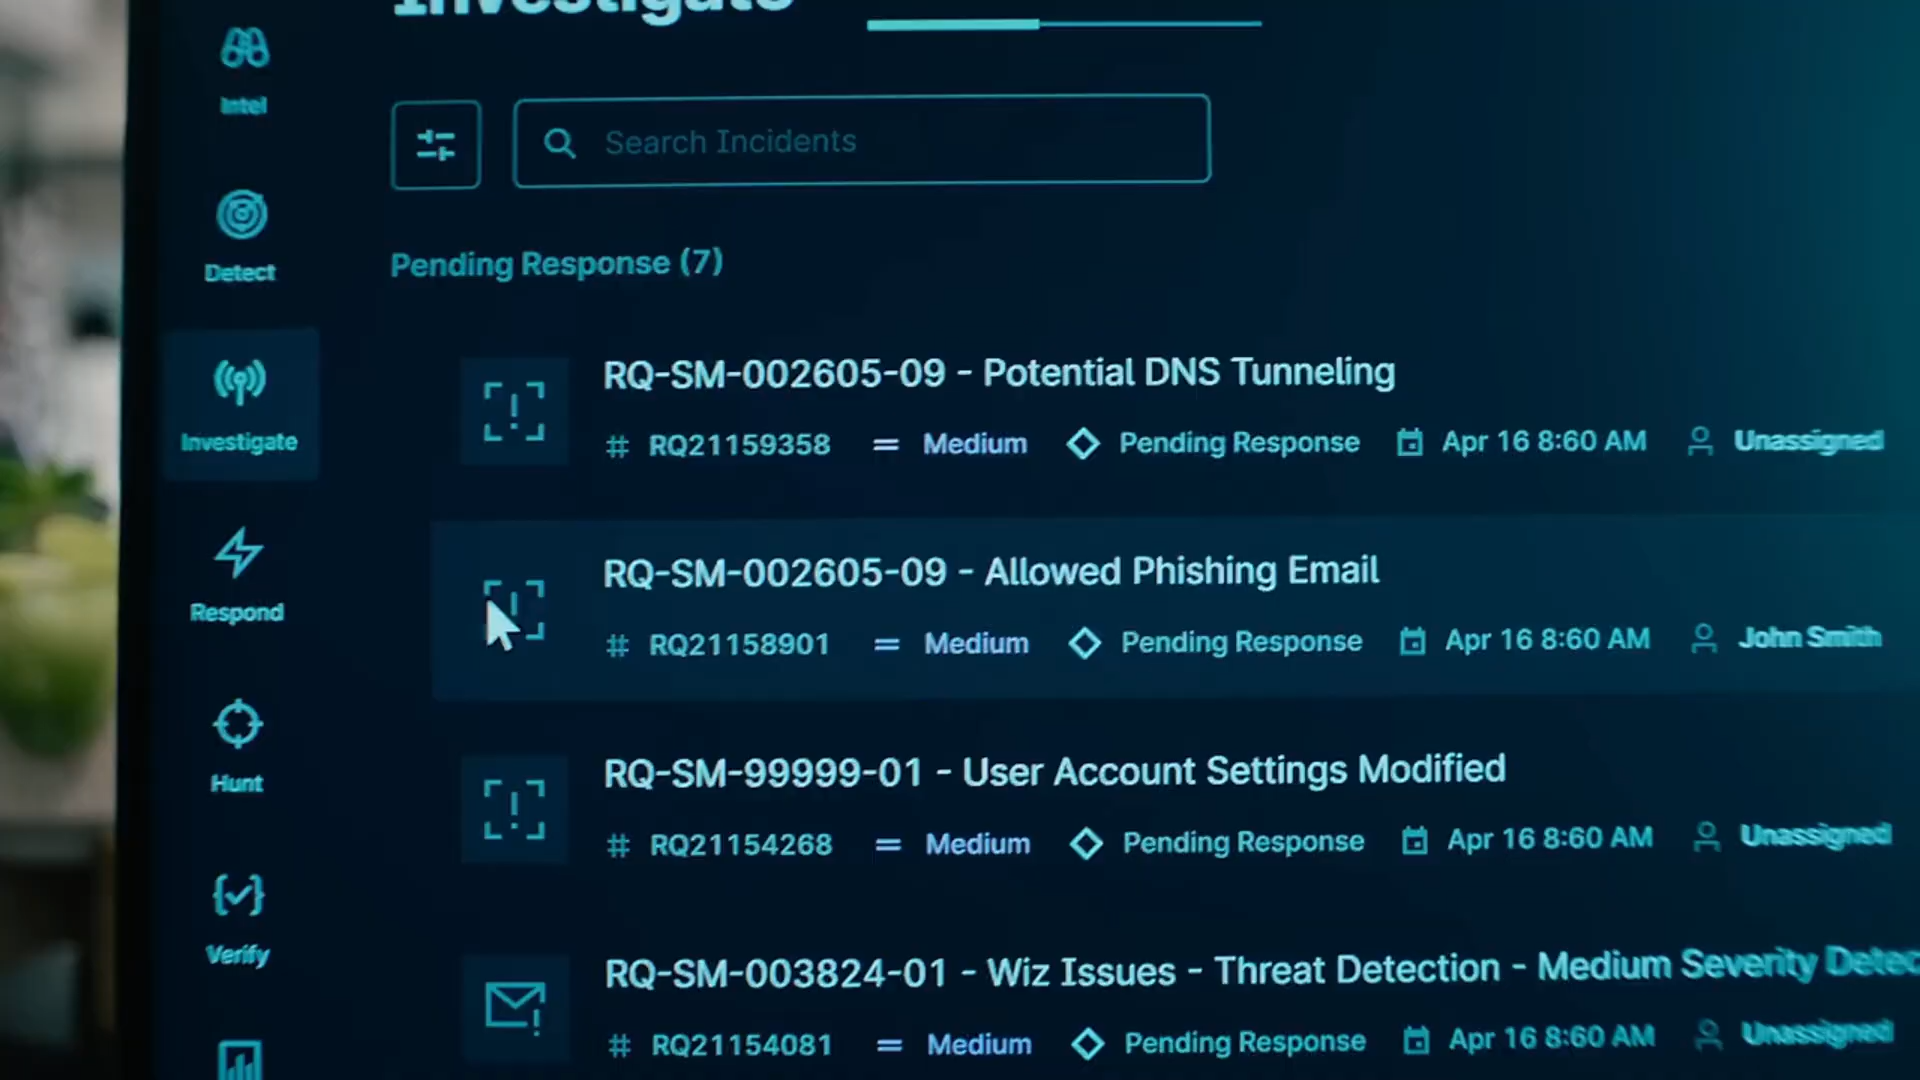 Investigate
Intel
Search Incidents
Detect
Pending Response (7)
RQ-SM-002605-09 - Potential DNS Tunneling
# RQ21159358 Medium Pending Response Apr 16 8:60 AM Unassigned
Investigate
RQ-SM-002605-09 - Allowed Phishing Email
# RQ21158901 Medium Pending Response Apr 16 8:60 AM John Smith
Respond
RQ-SM-99999-01 - User Account Settings Modified
# RQ21154268 Medium Pending Response Apr 16 8:60 AM Unassigned
Hunt
RQ-SM-003824-01 - Wiz Issues - Threat Detection - Medium Severity Detec
# RQ21154081 Medium Pending Response Apr 16 8:60 AM Unassigned
Verify